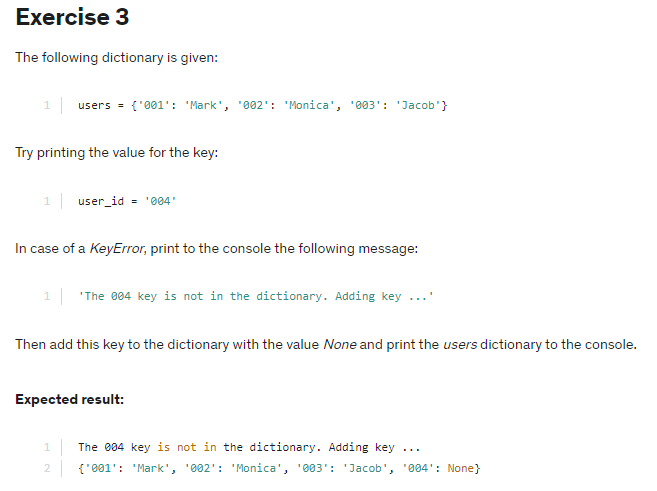 Exercise 3
The following dictionary is given:
1 users = {'001': 'Mark', '002': 'Monica', '003': 'Jacob'}
Try printing the value for the key:
1 user_id = '004'
In case of a KeyError, print to the console the following message:
1 'The 004 key is not in the dictionary. Adding key ...'
Then add this key to the dictionary with the value None and print the users dictionary to the console.
Expected result:
1 The 004 key is not in the dictionary. Adding key ...
2 {'001': 'Mark', '002': 'Monica', '003': 'Jacob', '004': None}